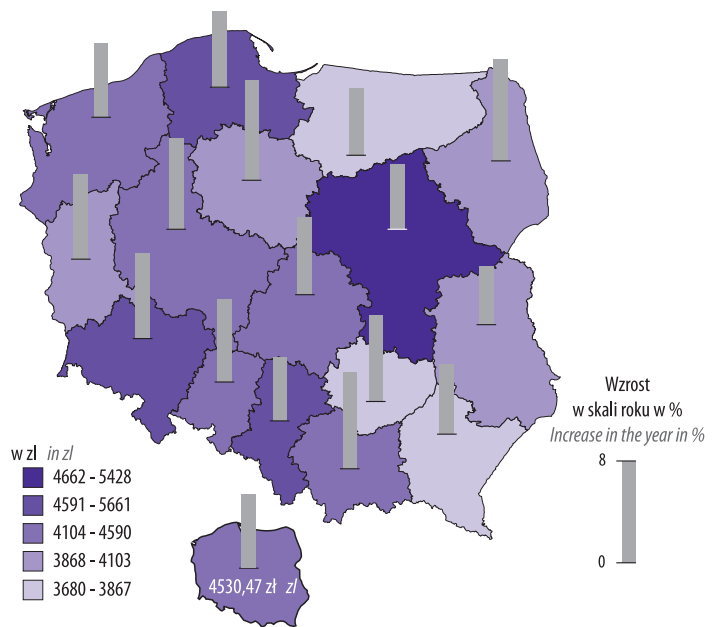 Wzrost
w skali roku w %
Increase in the year in %
8
0
w zl in zl
4662 – 5428
4591 – 5661
4104 – 4590
3868 – 4103
3680 – 3867
4530,47 zł zl